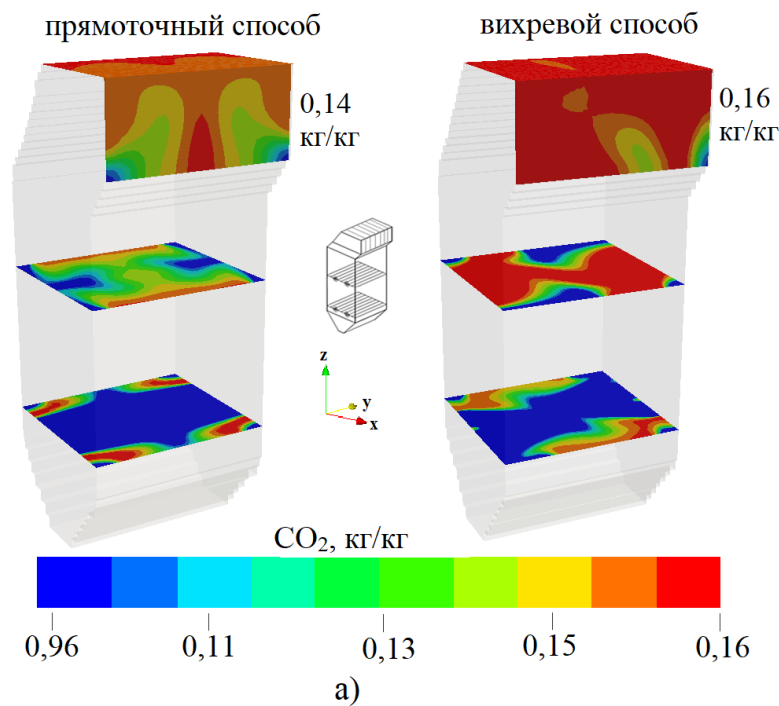 прямоточный способ
вихревой способ
0,14
кг/кг
0,16
кг/кг
z
y
x
CO₂, кг/кг
0,96
0,11
0,13
0,15
0,16
а)